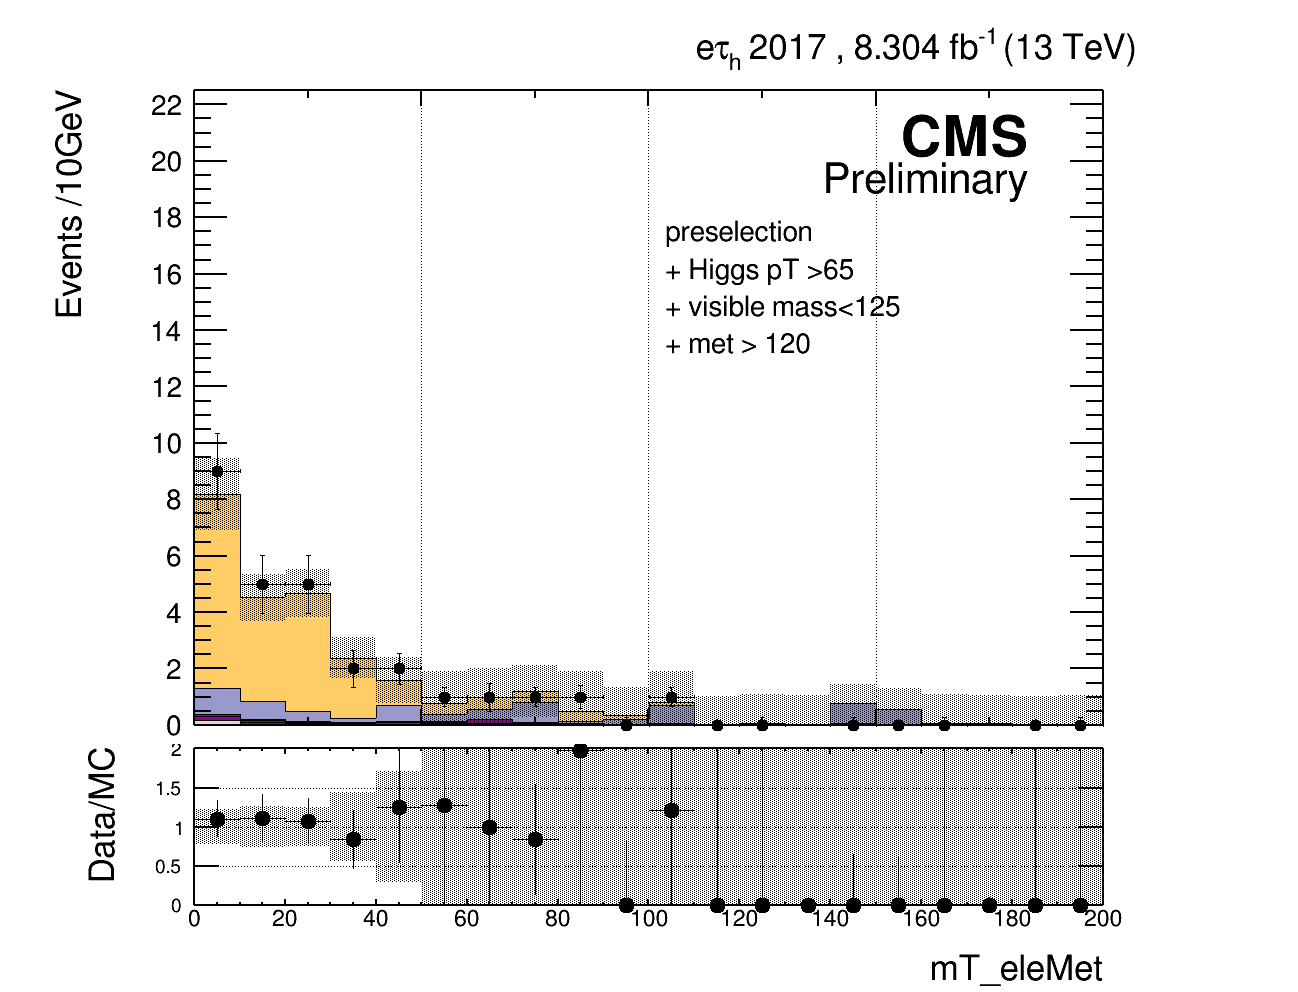 eτh 2017 , 8.304 fb-1 (13 TeV)
Events /10GeV
22
20
18
16
14
12
10
8
6
4
2
0
CMS
Preliminary
preselection
+ Higgs pT >65
+ visible mass<125
+ met > 120
Data/MC
2
1.5
1
0.5
0
0 20 40 60 80 100 120 140 160 180 200
mT_eleMet